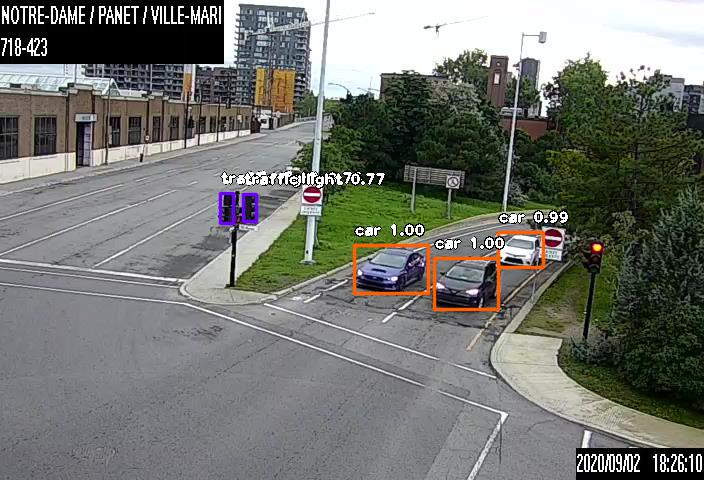 NOTRE-DAME / PANET / VILLE-MARI
718-423
car 1.00
car 1.00
car 0.99
2020/09/02 18:26:10